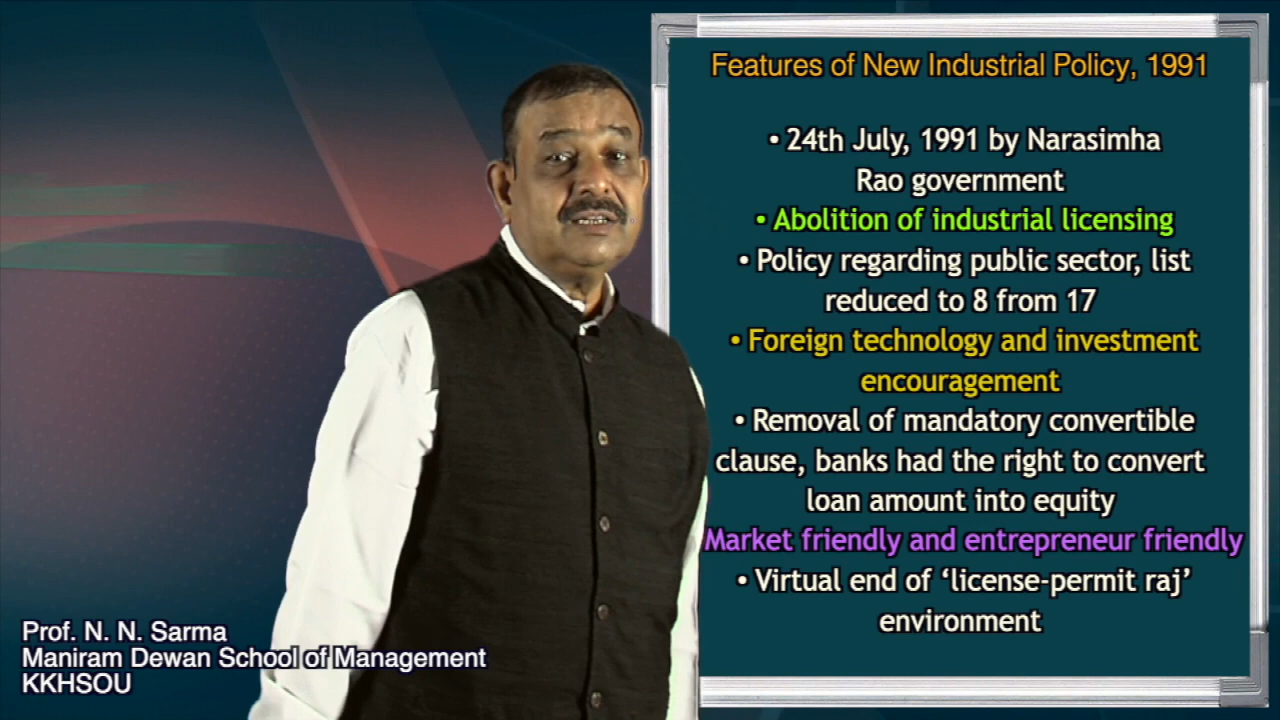 Features of New Industrial Policy, 1991
• 24th July, 1991 by Narasimha
Rao government
• Abolition of industrial licensing
• Policy regarding public sector, list
reduced to 8 from 17
• Foreign technology and investment
encouragement
• Removal of mandatory convertible
clause, banks had the right to convert
loan amount into equity
Market friendly and entrepreneur friendly
• Virtual end of ‘license-permit raj’
environment
Prof. N. N. Sarma
Maniram Dewan School of Management
KKHSOU